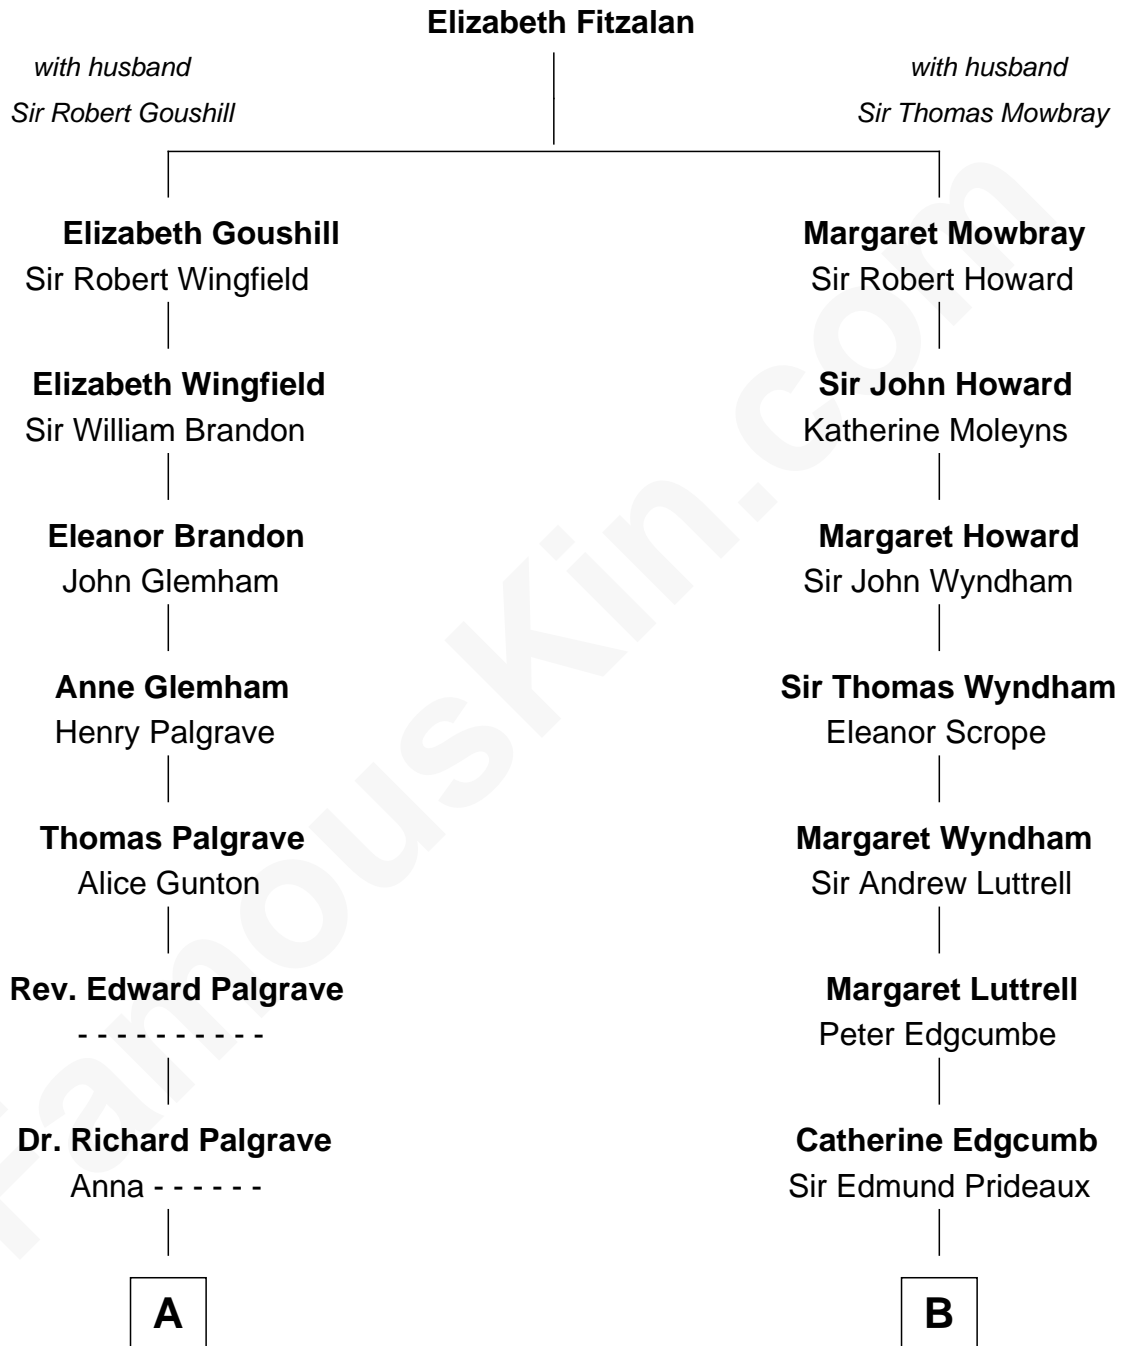 Elizabeth Fitzalan
with husband
Sir Robert Goushill
with husband
Sir Thomas Mowbray
Elizabeth Goushill
Sir Robert Wingfield
Margaret Mowbray
Sir Robert Howard
Elizabeth Wingfield
Sir William Brandon
Sir John Howard
Katherine Moleyns
Eleanor Brandon
John Glemham
Margaret Howard
Sir John Wyndham
Anne Glemham
Henry Palgrave
Sir Thomas Wyndham
Eleanor Scrope
Thomas Palgrave
Alice Gunton
Margaret Wyndham
Sir Andrew Luttrell
Rev. Edward Palgrave
- - - - - - - - - -
Margaret Luttrell
Peter Edgcumbe
Dr. Richard Palgrave
Anna - - - - - -
Catherine Edgcumb
Sir Edmund Prideaux
A
B
FamousKin.com